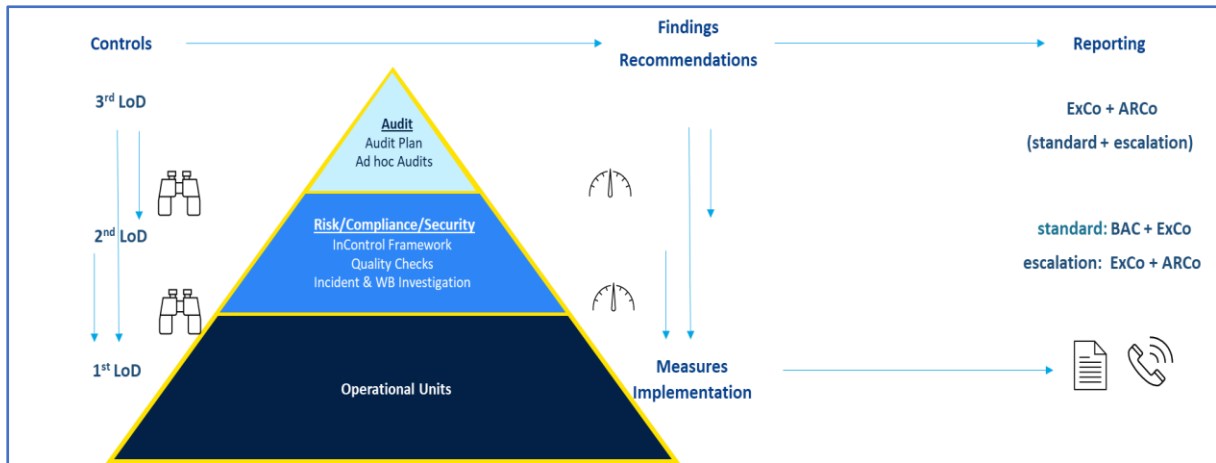 Controls
Findings
Recommendations
Reporting
3rd LoD
Audit
Audit Plan
Ad hoc Audits
ExCo + ARCo
(standard + escalation)
2nd LoD
Risk/Compliance/Security
InControl Framework
Quality Checks
Incident & WB Investigation
standard: BAC + ExCo
escalation: ExCo + ARCo
1st LoD
Operational Units
Measures
Implementation